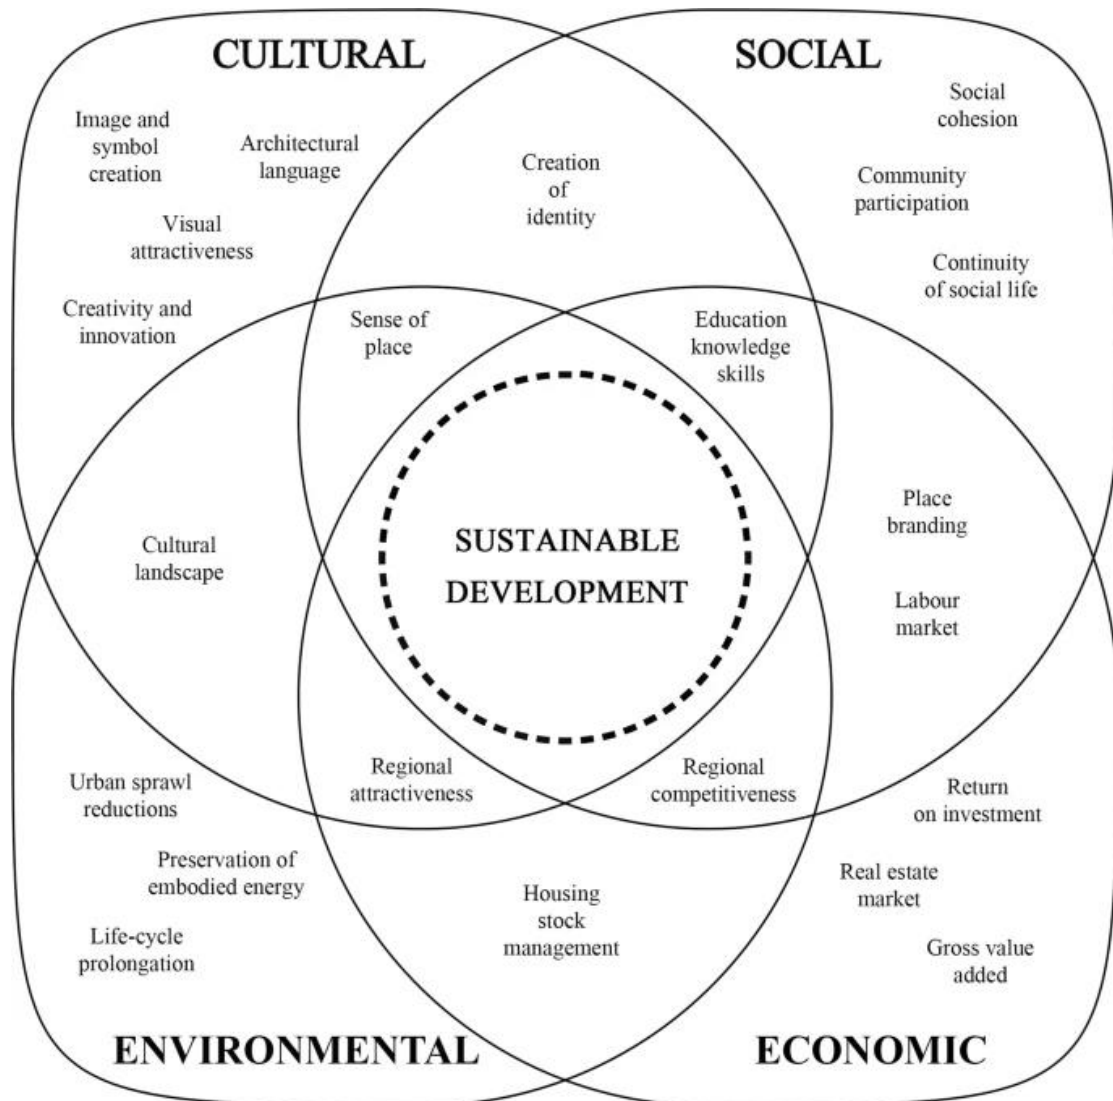 CULTURAL
SOCIAL
Image and
symbol
creation
Architectural
language
Visual
attractiveness
Creativity and
innovation
Creation
of
identity
Social
cohesion
Community
participation
Continuity
of social life
Sense of
place
Education
knowledge
skills
Cultural
landscape
SUSTAINABLE
DEVELOPMENT
Place
branding
Labour
market
Regional
attractiveness
Regional
competitiveness
Urban sprawl
reductions
Preservation of
embodied energy
Life-cycle
prolongation
Housing
stock
management
Return
on investment
Real estate
market
Gross value
added
ENVIRONMENTAL
ECONOMIC